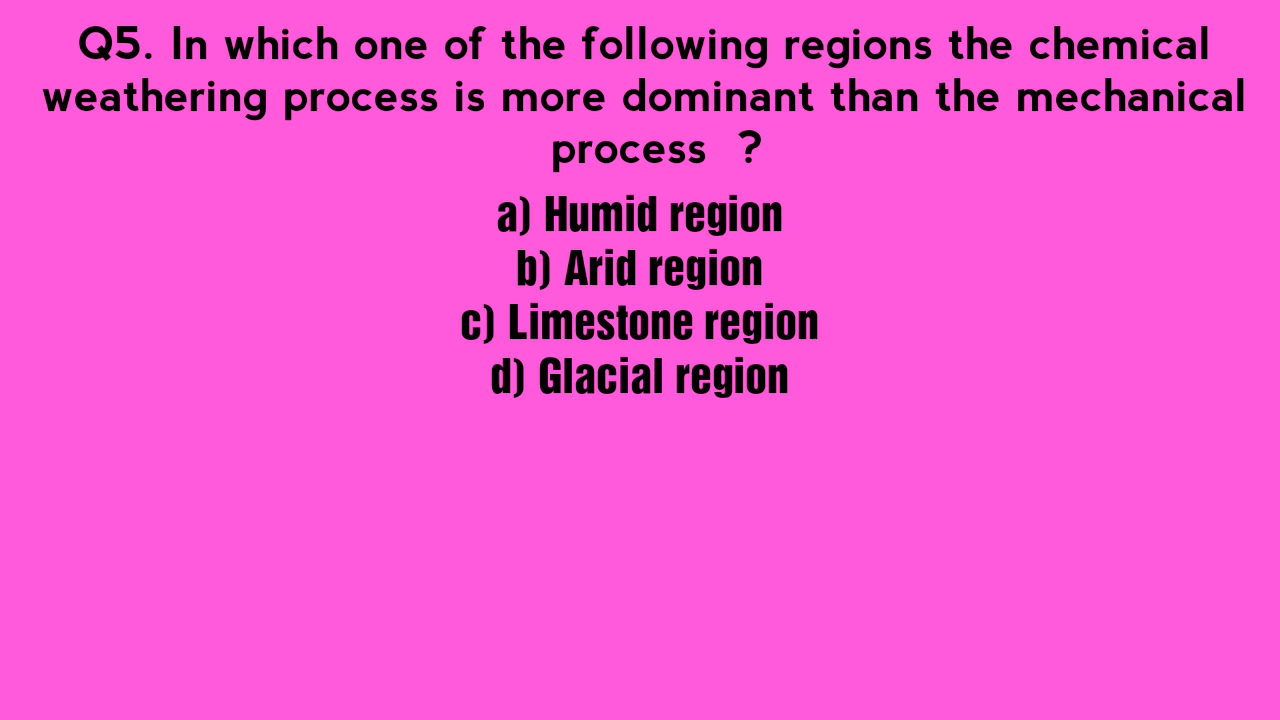 Q5. In which one of the following regions the chemical
weathering process is more dominant than the mechanical
process ?
a) Humid region
b) Arid region
c) Limestone region
d) Glacial region